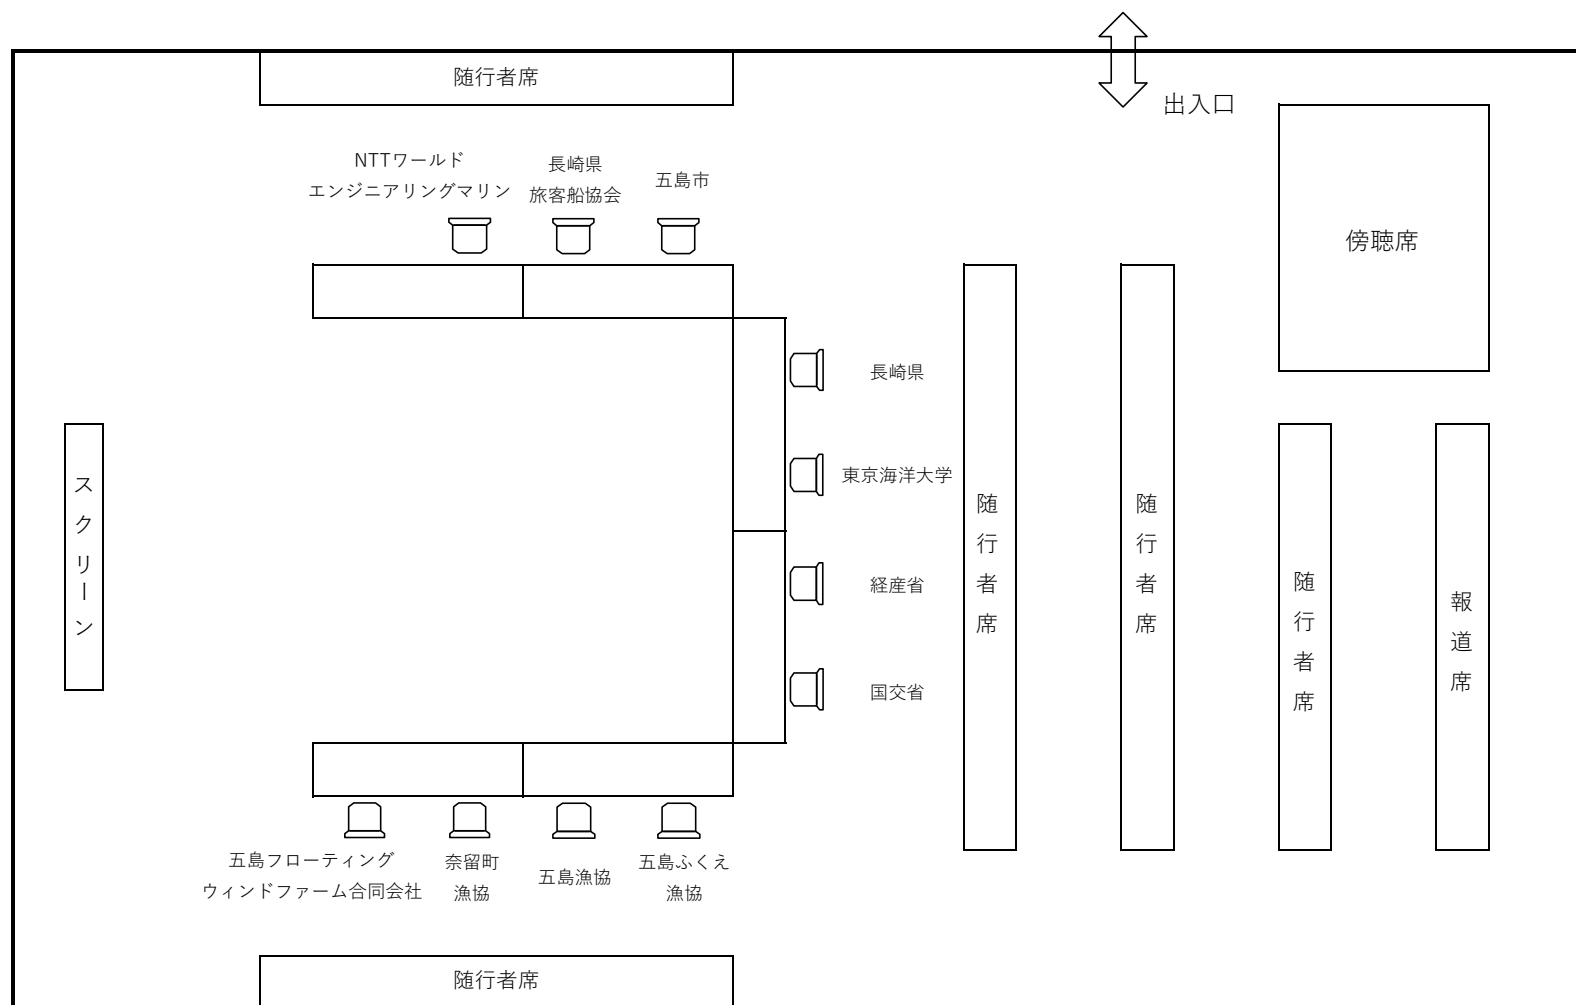 随行者席
出入口
NTTワールド
エンジニアリングマリン
長崎県
旅客船協会
五島市
傍聴席
長崎県
東京海洋大学
経産省
国交省
スクリーン
随行者席
随行者席
随行者席
報道席
五島フローティング
ウィンドファーム合同会社
奈留町
漁協
五島漁協
五島ふくえ
漁協
随行者席